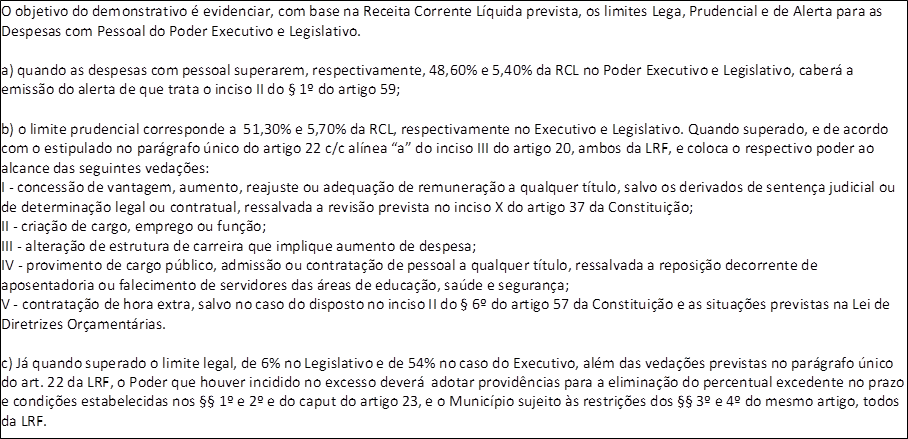 O objetivo do demonstrativo é evidenciar, com base na Receita Corrente Líquida prevista, os limites Lega, Prudencial e de Alerta para as
Despesas com Pessoal do Poder Executivo e Legislativo.
a) quando as despesas com pessoal superarem, respectivamente, 48,60% e 5,40% da RCL no Poder Executivo e Legislativo, caberá a
emissão do alerta de que trata o inciso II do § 1º do artigo 59;
b) o limite prudencial corresponde a 51,30% e 5,70% da RCL, respectivamente no Executivo e Legislativo. Quando superado, e de acordo
com o estipulado no parágrafo único do artigo 22 c/c alínea “a” do inciso III do artigo 20, ambos da LRF, e coloca o respectivo poder ao
alcance das seguintes vedações:
I - concessão de vantagem, aumento, reajuste ou adequação de remuneração a qualquer título, salvo os derivados de sentença judicial ou
de determinação legal ou contratual, ressalvada a revisão prevista no inciso X do artigo 37 da Constituição;
II - criação de cargo, emprego ou função;
III - alteração de estrutura de carreira que implique aumento de despesa;
IV - provimento de cargo público, admissão ou contratação de pessoal a qualquer título, ressalvada a reposição decorrente de
aposentadoria ou falecimento de servidores das áreas de educação, saúde e segurança;
V - contratação de hora extra, salvo no caso do disposto no inciso II do § 6º do artigo 57 da Constituição e as situações previstas na Lei de
Diretrizes Orçamentárias.
c) Já quando superado o limite legal, de 6% no Legislativo e de 54% no caso do Executivo, além das vedações previstas no parágrafo único
do art. 22 da LRF, o Poder que houver incidido no excesso deverá adotar providências para a eliminação do percentual excedente no prazo
e condições estabelecidas nos §§ 1º e 2º e do caput do artigo 23, e o Município sujeito às restrições dos §§ 3º e 4º do mesmo artigo, todos
da LRF.